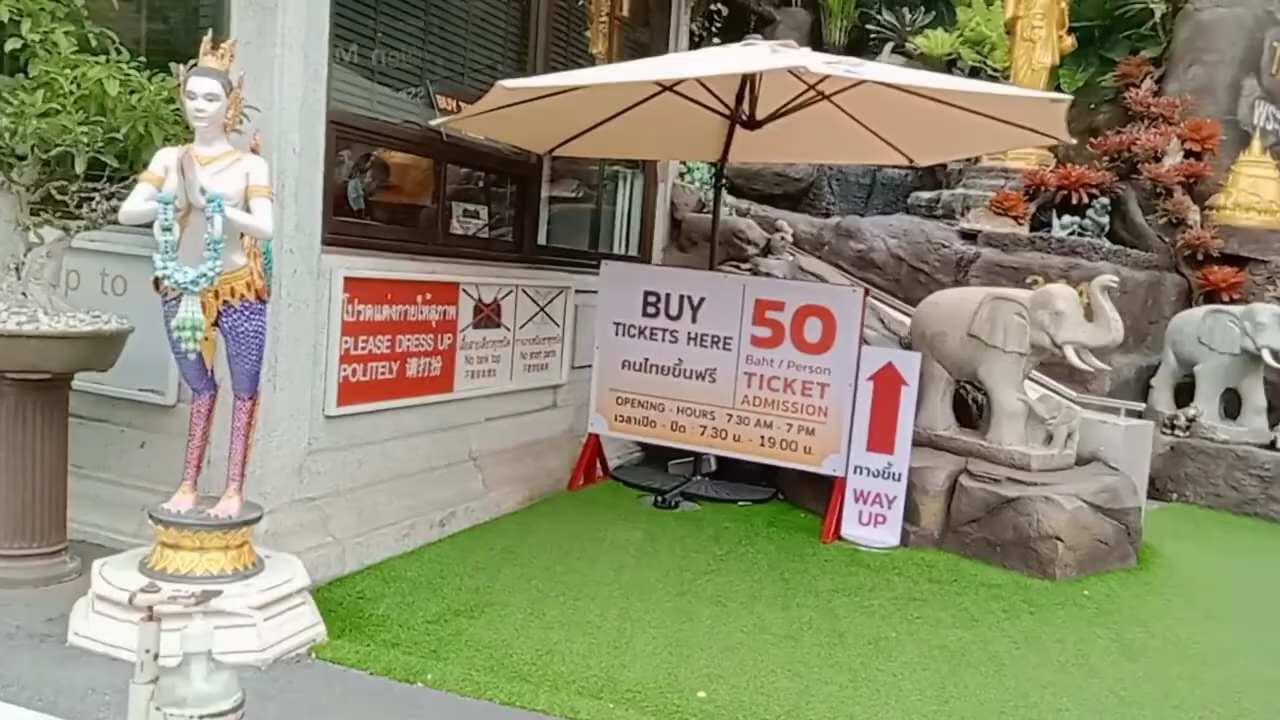 BUY
up to
โปรดแต่งกายให้สุภาพ
PLEASE DRESS UP
POLITELY 请打扮
No tank top
No short pants
BUY
TICKETS HERE
คนไทยขึ้นฟรี
50
Baht / Person
TICKET
ADMISSION
OPENING - HOURS : 7.30 AM - 7 PM
เวลาเปิด - ปิด : 7.30 น. - 19.00 น.
ทางขึ้น
WAY
UP